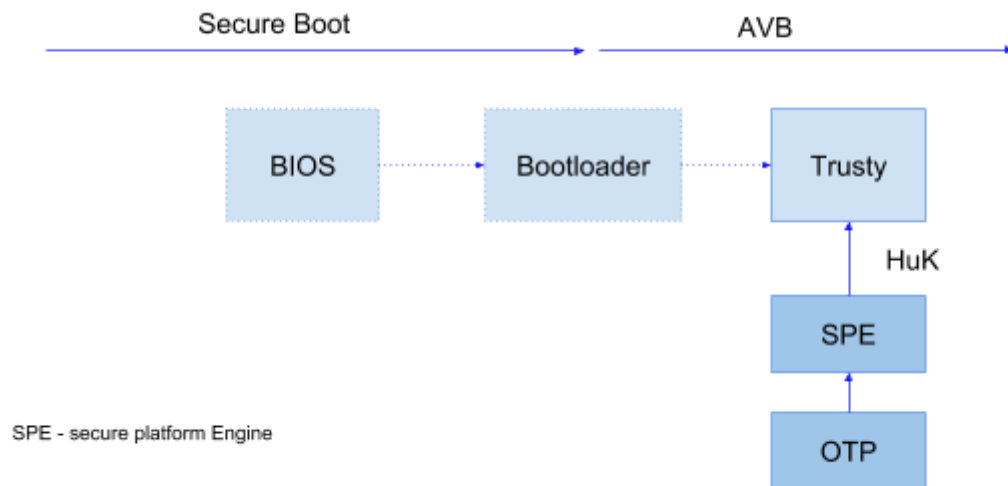 Secure Boot
AVB
BIOS
Bootloader
Trusty
HuK
SPE
SPE - secure platform Engine
OTP